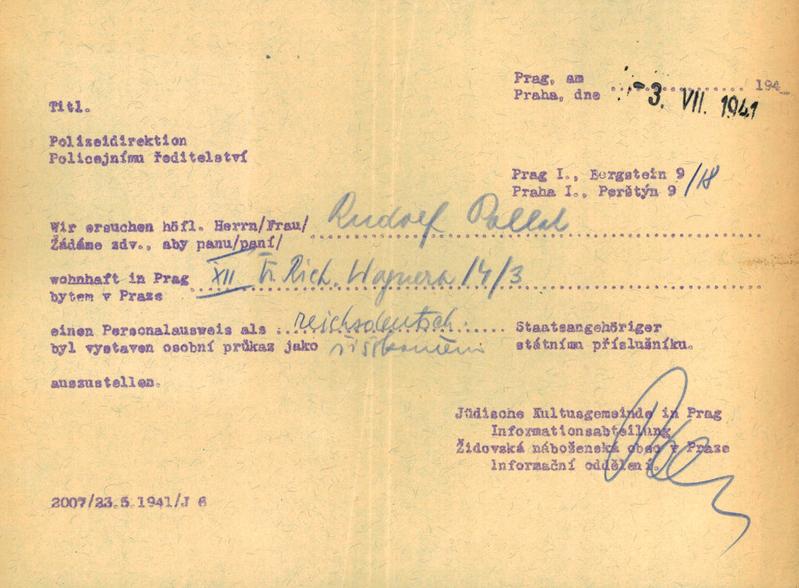 Prag, am
Praha, dne - 3. VII. 1941 194
Titl.
Polizeidirektion
Policejnímu ředitelství
Prag I., Bergstein 9/18
Praha I., Perštýn 9
Wir ersuchen höfl. Herrn/Frau/ Rudolf Pollak
Žádáme zdv., aby panu/paní/
wohnhaft in Prag XII Rich. Wagnera 14/3
bytem v Praze
einen Personalausweis als reichsdeutsch. Staatsangehöriger
byl vystaven osobní průkaz jako státnímu příslušníku.
auszustellen.
Jüdische Kultusgemeinde in Prag
Informationsabteilung
Židovská náboženská obec v Praze
Informační oddělení.
2007/23.5.1941/J 6